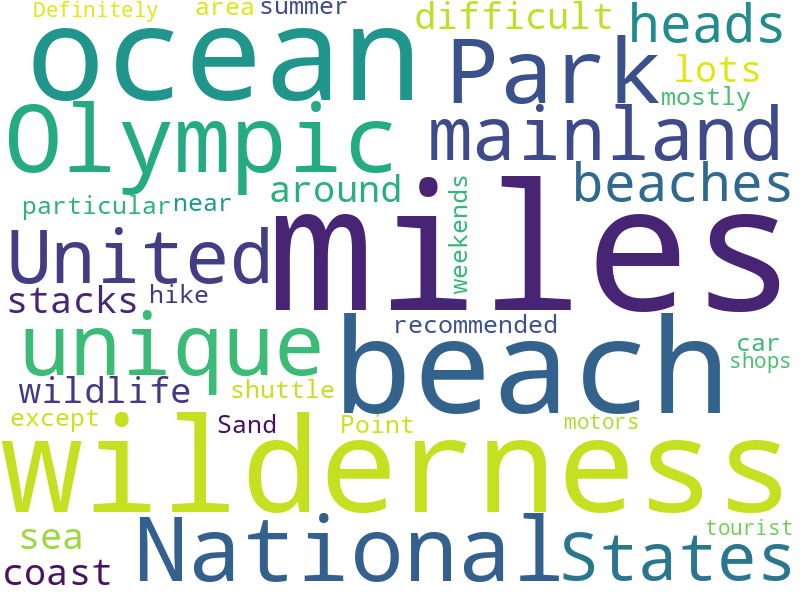 Definitely area summer difficult heads
ocean Park lots
mostly
Olympic mainland
around weekends beaches
particular near miles
United
stacks hike
unique recommended car
beach shops
wildlife shuttle
except Sand Point motors
wilderness
sea National States tourist
coast